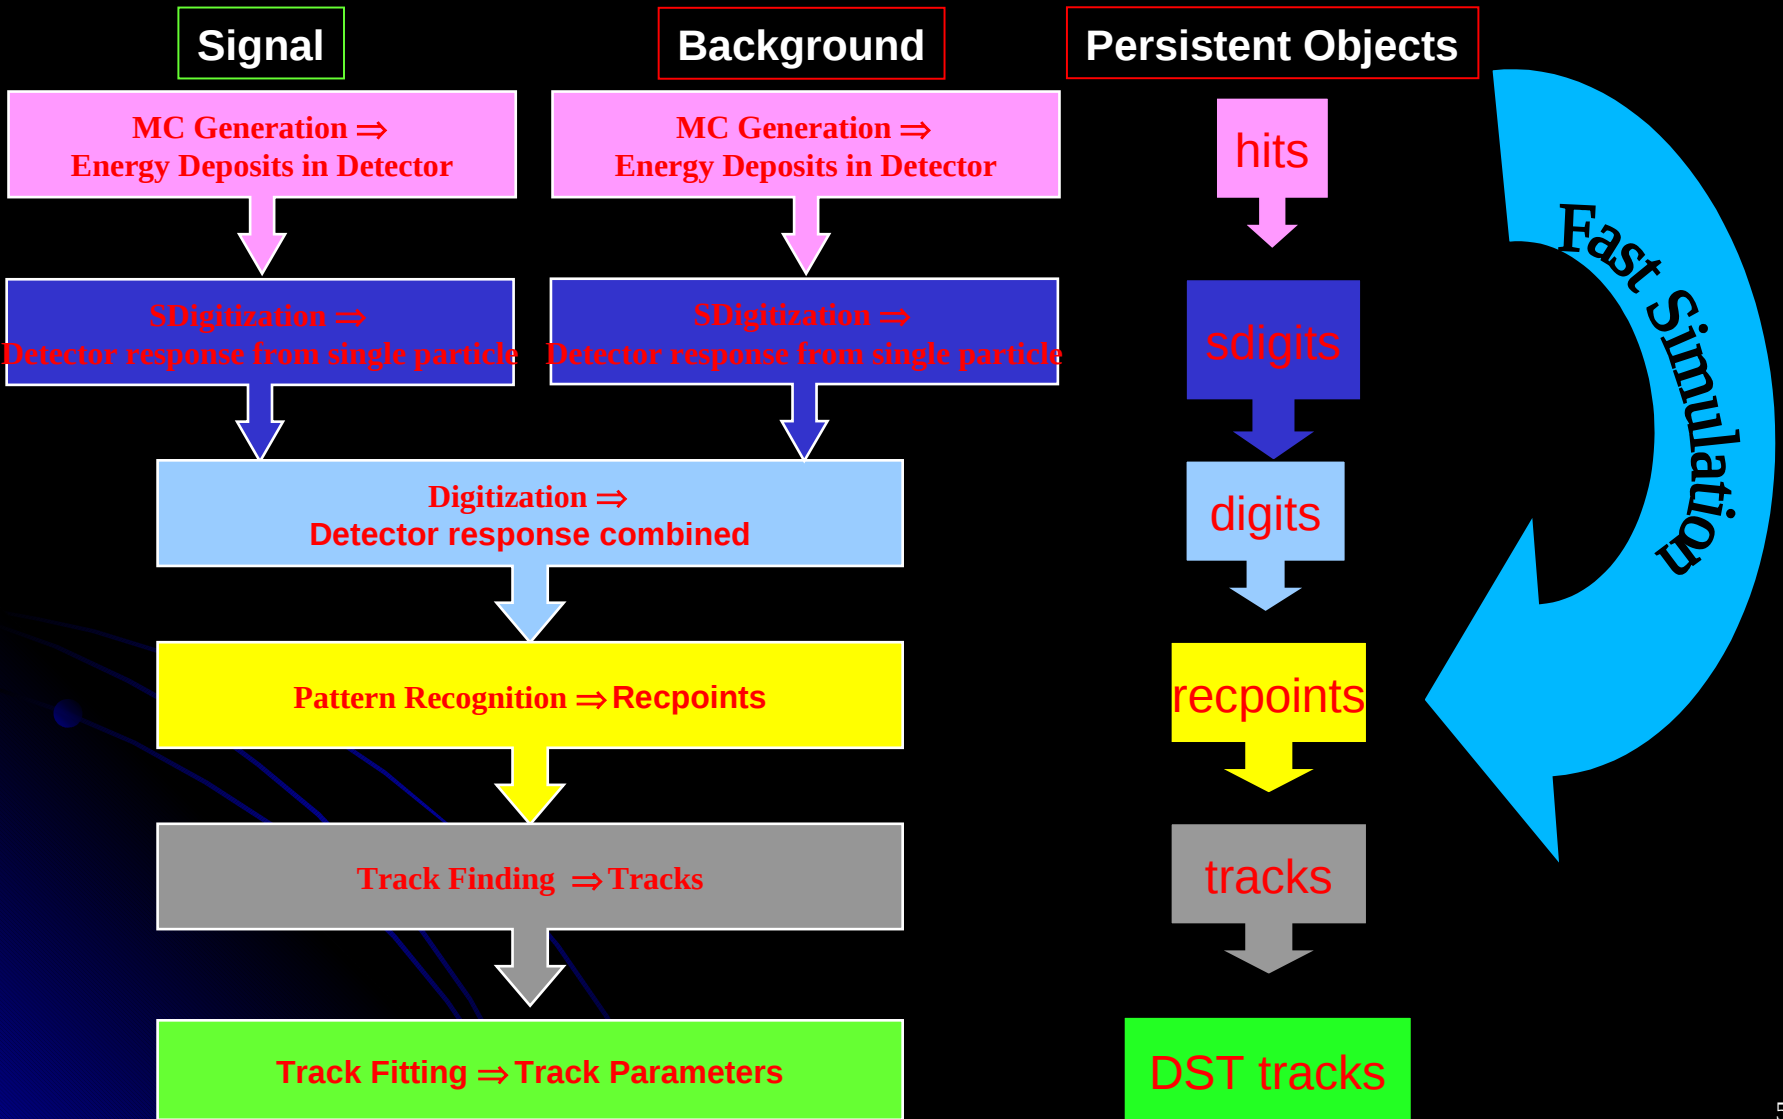 Signal
Background
Persistent Objects
MC Generation ⇒
Energy Deposits in Detector
MC Generation ⇒
Energy Deposits in Detector
hits
SDigitization ⇒
Detector response from single particle
SDigitization ⇒
Detector response from single particle
sdigits
Digitization ⇒
Detector response combined
digits
Pattern Recognition ⇒ Recpoints
recpoints
Track Finding ⇒ Tracks
tracks
Track Fitting ⇒ Track Parameters
DST tracks
Fast Simulation